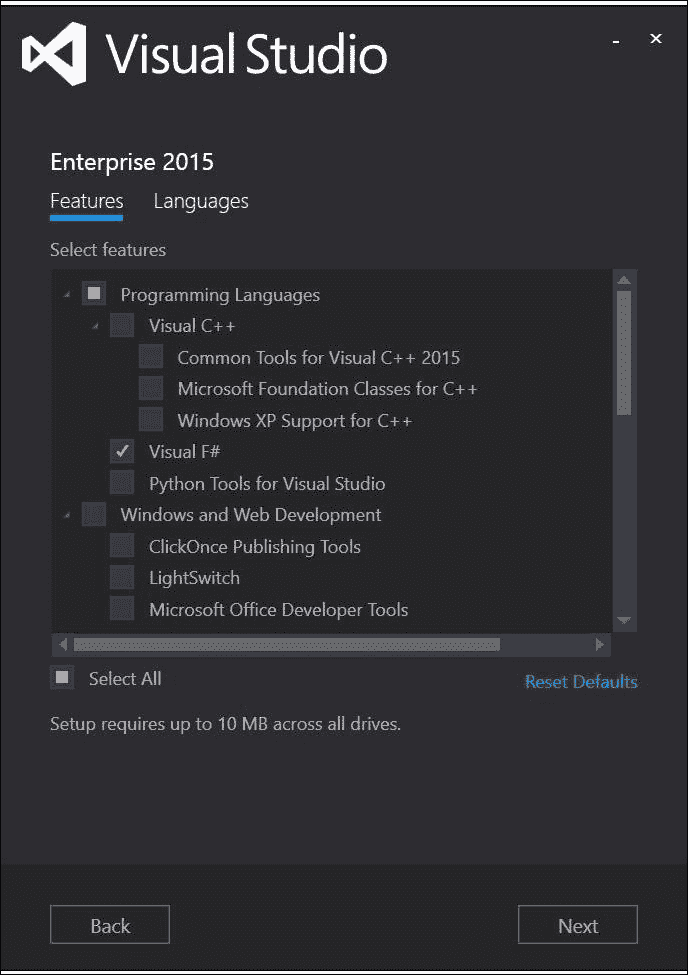 Visual Studio
Enterprise 2015
Features Languages
Select features
Programming Languages
Visual C++
Common Tools for Visual C++ 2015
Microsoft Foundation Classes for C++
Windows XP Support for C++
Visual F#
Python Tools for Visual Studio
Windows and Web Development
ClickOnce Publishing Tools
LightSwitch
Microsoft Office Developer Tools
Select All Reset Defaults
Setup requires up to 10 MB across all drives.
Back Next